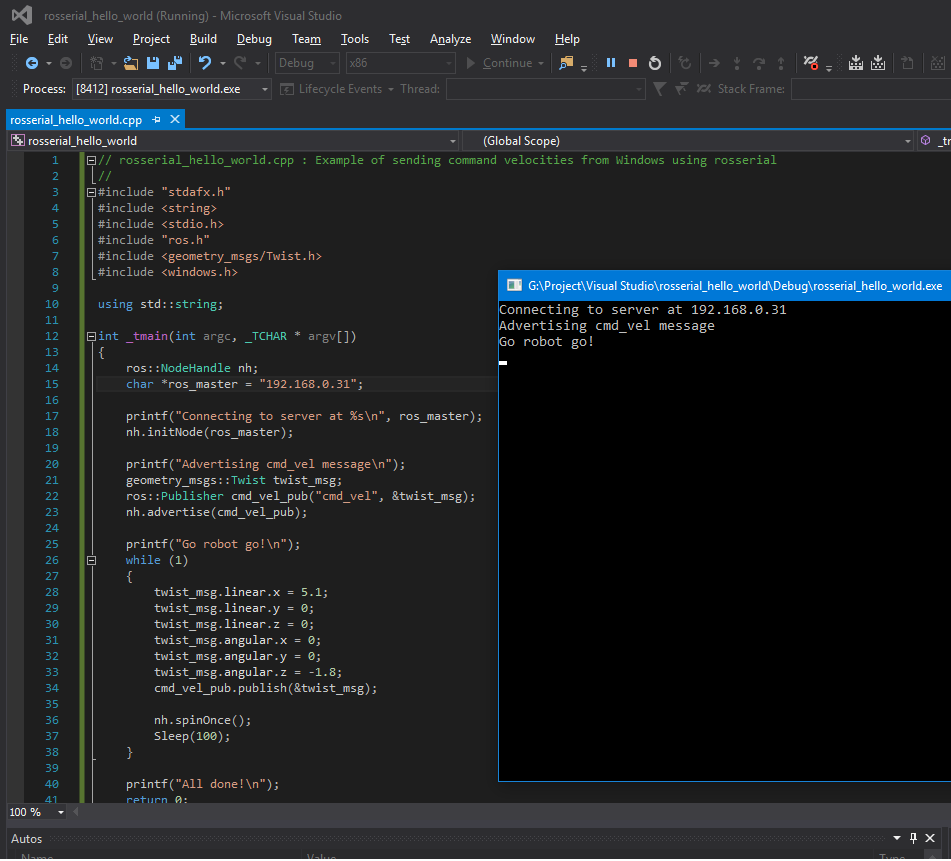 rosserial_hello_world (Running) - Microsoft Visual Studio
File Edit View Project Build Debug Team Tools Test Analyze Window Help
Debug x86 Continue
Process: [8412] rosserial_hello_world.exe Lifecycle Events Thread: Stack Frame:
rosserial_hello_world.cpp
rosserial_hello_world (Global Scope)
1 // rosserial_hello_world.cpp : Example of sending command velocities from Windows using rosserial
2 //
3 #include "stdafx.h"
4 #include <string>
5 #include <stdio.h>
6 #include "ros.h"
7 #include <geometry_msgs/Twist.h>
8 #include <windows.h>
9
10 using std::string;
11
12 int _tmain(int argc, _TCHAR * argv[])
13 {
14 ros::NodeHandle nh;
15 char *ros_master = "192.168.0.31";
16
17 printf("Connecting to server at %s\n", ros_master);
18 nh.initNode(ros_master);
19
20 printf("Advertising cmd_vel message\n");
21 geometry_msgs::Twist twist_msg;
22 ros::Publisher cmd_vel_pub("cmd_vel", &twist_msg);
23 nh.advertise(cmd_vel_pub);
24
25 printf("Go robot go!\n");
26 while (1)
27 {
28 twist_msg.linear.x = 5.1;
29 twist_msg.linear.y = 0;
30 twist_msg.linear.z = 0;
31 twist_msg.angular.x = 0;
32 twist_msg.angular.y = 0;
33 twist_msg.angular.z = -1.8;
34 cmd_vel_pub.publish(&twist_msg);
35
36 nh.spinOnce();
37 Sleep(100);
38 }
39
40 printf("All done!\n");
41 return 0;
G:\Project\Visual Studio\rosserial_hello_world\Debug\rosserial_hello_world.exe
Connecting to server at 192.168.0.31
Advertising cmd_vel message
Go robot go!
100 %
Autos
Name Value Type